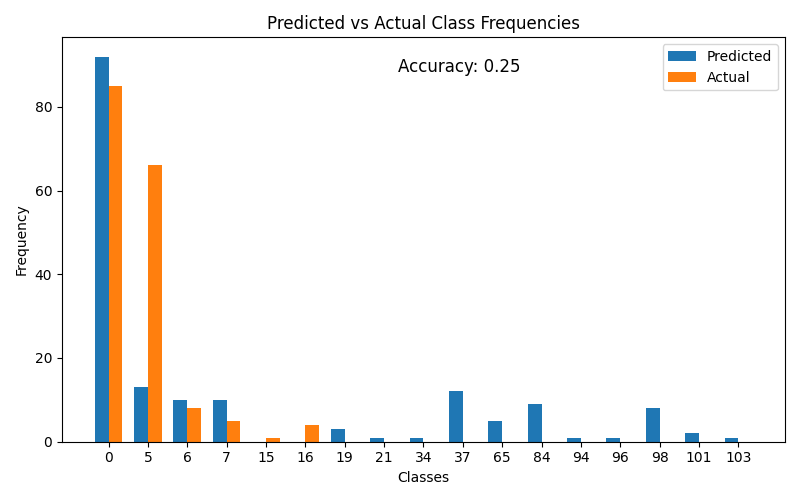 Predicted vs Actual Class Frequencies
Accuracy: 0.25
Predicted
Actual
Frequency
80
60
40
20
0
0 5 6 7 15 16 19 21 34 37 65 84 94 96 98 101 103
Classes